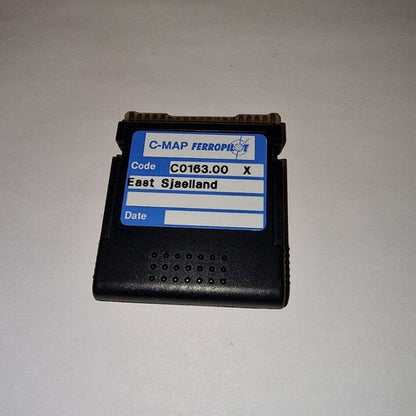 C-MAP FERROPILOT
Code C0163.00 X
East Sjaelland
Date